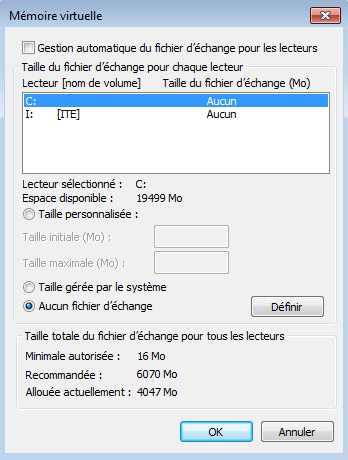 Mémoire virtuelle
Gestion automatique du fichier d'échange pour les lecteurs
Taille du fichier d'échange pour chaque lecteur
Lecteur [nom de volume] Taille du fichier d'échange (Mo)
C: Aucun
I: [ITE] Aucun
Lecteur sélectionné : C:
Espace disponible : 19499 Mo
Taille personnalisée :
Taille initiale (Mo) :
Taille maximale (Mo) :
Taille gérée par le système
Aucun fichier d'échange Définir
Taille totale du fichier d'échange pour tous les lecteurs
Minimale autorisée : 16 Mo
Recommandée : 6070 Mo
Allouée actuellement : 4047 Mo
OK Annuler